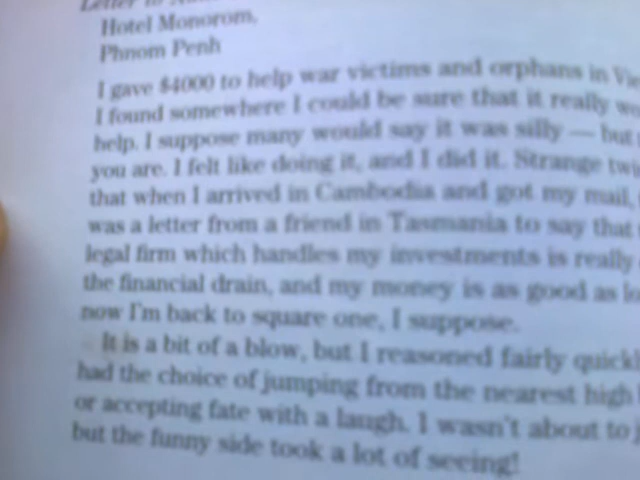 Letter to
Hotel Monorom,
Phnom Penh
I gave $4000 to help war victims and orphans in
I found somewhere I could be sure that it really
help. I suppose many would say it was silly — but
you are. I felt like doing it, and I did it. Strange
that when I arrived in Cambodia and got my mail,
was a letter from a friend in Tasmania to say that
legal firm which handles my investments is really
the financial drain, and my money is as good as
now I'm back to square one, I suppose.
It is a bit of a blow, but I reasoned fairly
had the choice of jumping from the nearest high
or accepting fate with a laugh. I wasn't about to
but the funny side took a lot of seeing!